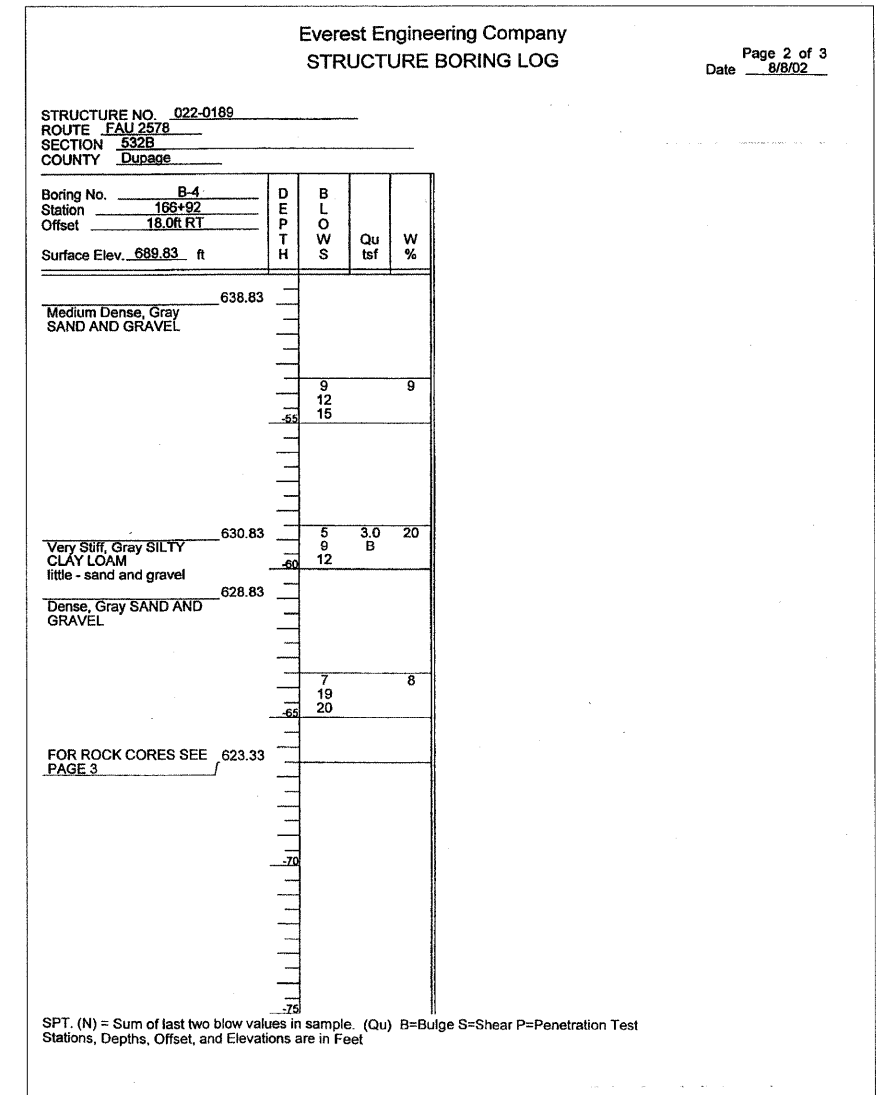 Everest Engineering Company
STRUCTURE BORING LOG
Page 2 of 3
Date 8/8/02
STRUCTURE NO. 022-0189
ROUTE FAU 2578
SECTION 532B
COUNTY Dupage
Boring No. B-4
Station 166+92
Offset 18.0ft RT
Surface Elev. 689.83 ft
DEPTH
BLOWS
Qu tsf
W %
638.83
Medium Dense, Gray
SAND AND GRAVEL
9 9
12
15
-55
630.83
5 3.0 20
Very Stiff, Gray SILTY
9 B
CLAY LOAM
12
-60
little - sand and gravel
628.83
Dense, Gray SAND AND
GRAVEL
7 8
19
20
-65
FOR ROCK CORES SEE 623.33
PAGE 3
-70
-75
SPT. (N) = Sum of last two blow values in sample. (Qu) B=Bulge S=Shear P=Penetration Test
Stations, Depths, Offset, and Elevations are in Feet